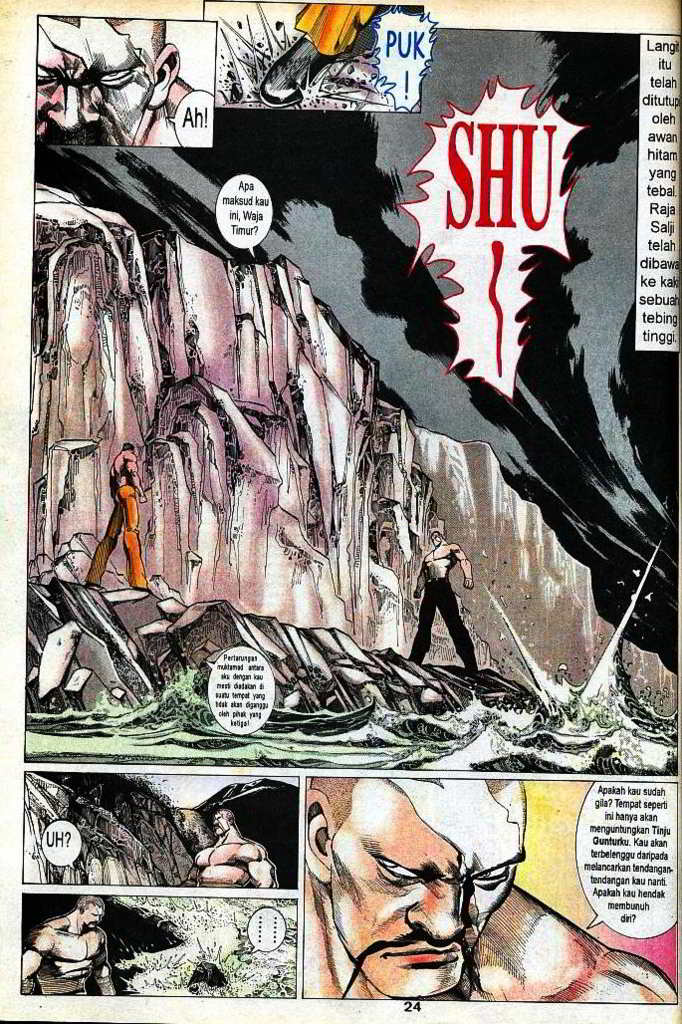 Ah!
PUK
!
SHU
Langit
itu
telah
ditutupi
oleh
awan
hitam
yang
tebal.
Raja
Salji
telah
dibawa
ke kaki
sebuah
tebing
tinggi.
Apa
maksud kau
ini, Waja
Timur?
Pertarungan
muktamad antara
aku dengan kau
mesti diadakan di
suatu tempat yang
tidak akan diganggu
oleh pihak yang
ketiga!
UH?
Apakah kau sudah
gila? Tempat seperti
ini hanya akan
menguntungkan Tinju
Gunturku. Kau akan
terbelenggu daripada
melancarkan tendangan-
tendangan kau nanti.
Apakah kau hendak
membunuh
diri?
24